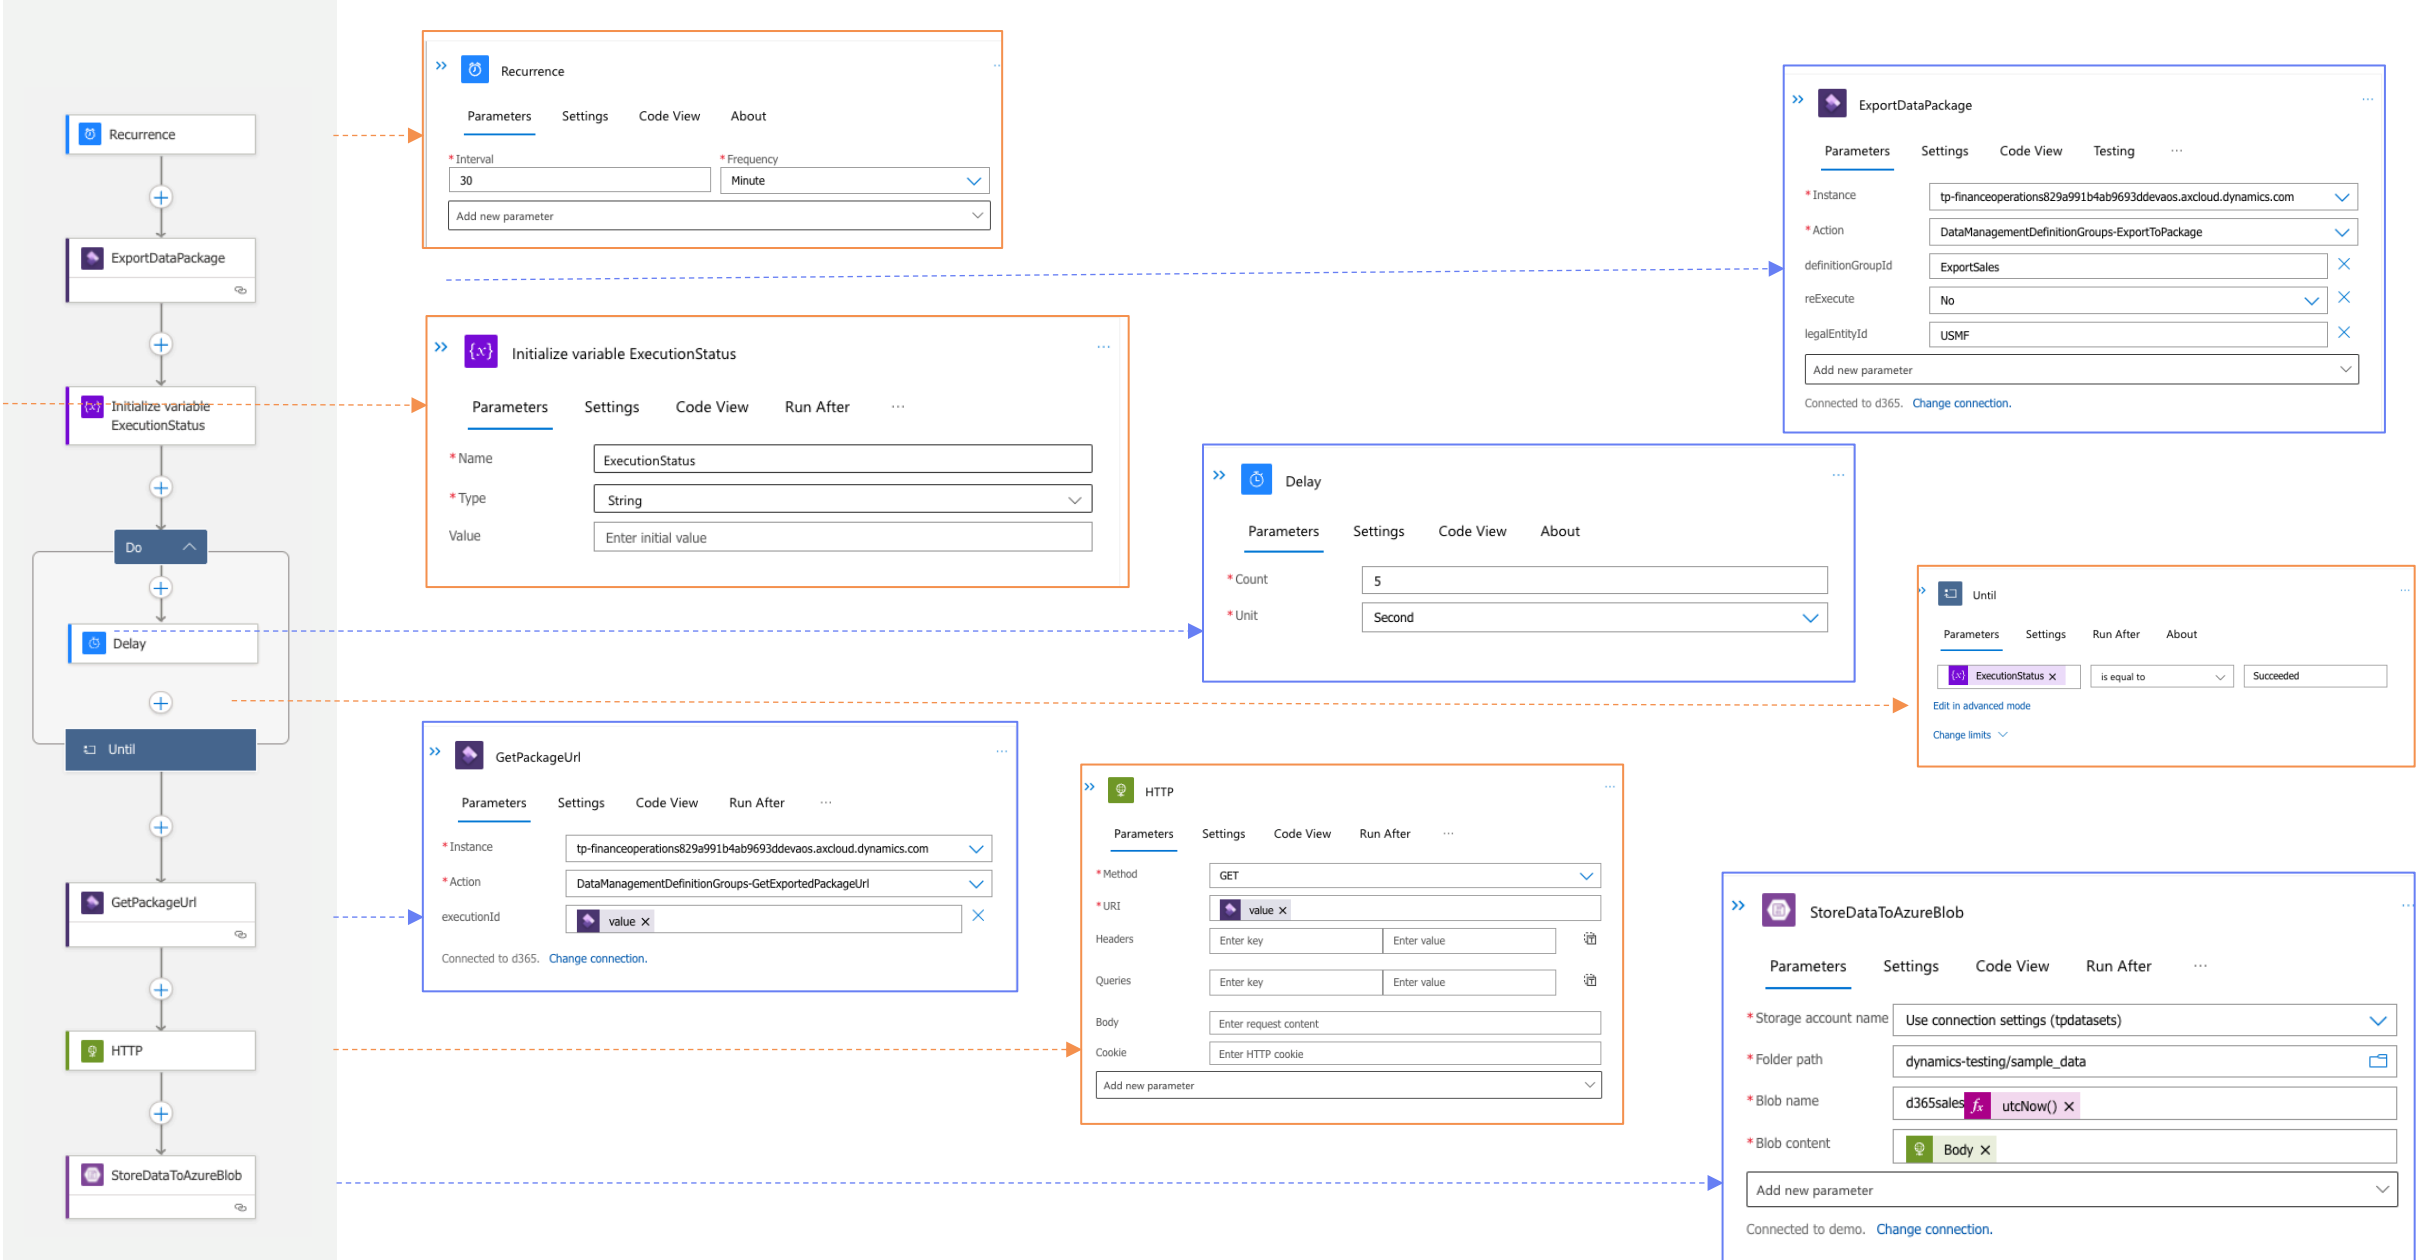 Recurrence
ExportDataPackage
Initialize variable
ExecutionStatus
Do
Delay
Until
GetPackageUrl
HTTP
StoreDataToAzureBlob
Recurrence
Parameters Settings Code View About
* Interval * Frequency
30 Minute
Add new parameter
ExportDataPackage
Parameters Settings Code View Testing ...
* Instance tp-financeoperations829a991b4ab9693ddevaos.axcloud.dynamics.com
* Action DataManagementDefinitionGroups-ExportToPackage
definitionGroupId ExportSales
reExecute No
legalEntityId USMF
Add new parameter
Connected to d365. Change connection.
{x} Initialize variable ExecutionStatus
Parameters Settings Code View Run After ...
* Name ExecutionStatus
* Type String
Value Enter initial value
Delay
Parameters Settings Code View About
* Count 5
* Unit Second
Until
Parameters Settings Run After About
{x} ExecutionStatus × is equal to Succeeded
Edit in advanced mode
Change limits
GetPackageUrl
Parameters Settings Code View Run After ...
* Instance tp-financeoperations829a991b4ab9693ddevaos.axcloud.dynamics.com
* Action DataManagementDefinitionGroups-GetExportedPackageUrl
executionId value ×
Connected to d365. Change connection.
HTTP
Parameters Settings Code View Run After ...
* Method GET
* URI value ×
Headers Enter key Enter value
Queries Enter key Enter value
Body Enter request content
Cookie Enter HTTP cookie
Add new parameter
StoreDataToAzureBlob
Parameters Settings Code View Run After ...
* Storage account name Use connection settings (tpdatasets)
* Folder path dynamics-testing/sample_data
* Blob name d365sales fx utcNow() ×
* Blob content Body ×
Add new parameter
Connected to demo. Change connection.